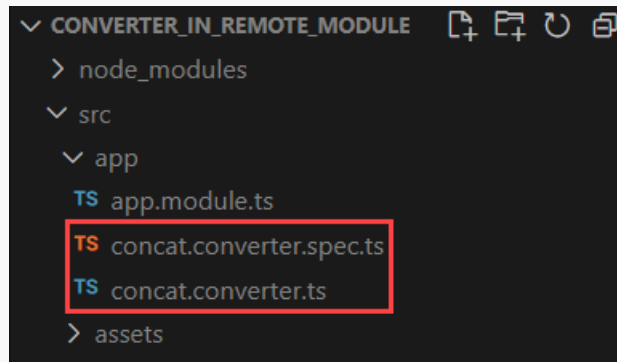 CONVERTER_IN_REMOTE_MODULE
node_modules
src
app
TS app.module.ts
TS concat.converter.spec.ts
TS concat.converter.ts
assets